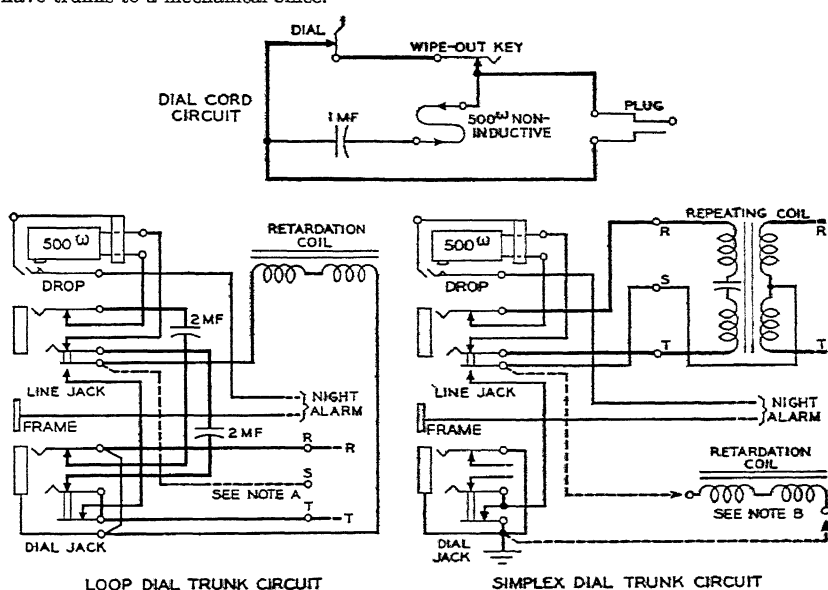 have trunks to a mechanical office.
DIAL
WIPE-OUT KEY
DIAL CORD
CIRCUIT
1 MF
500ω NON-
INDUCTIVE
PLUG
500 ω
DROP
RETARDATION
COIL
2 MF
LINE JACK
NIGHT
ALARM
FRAME
2 MF
R
R
S
SEE NOTE A
T
T
DIAL JACK
LOOP DIAL TRUNK CIRCUIT
500 ω
DROP
REPEATING COIL
R
R
S
T
T
LINE JACK
NIGHT
ALARM
FRAME
RETARDATION
COIL
SEE NOTE B
DIAL
JACK
SIMPLEX DIAL TRUNK CIRCUIT